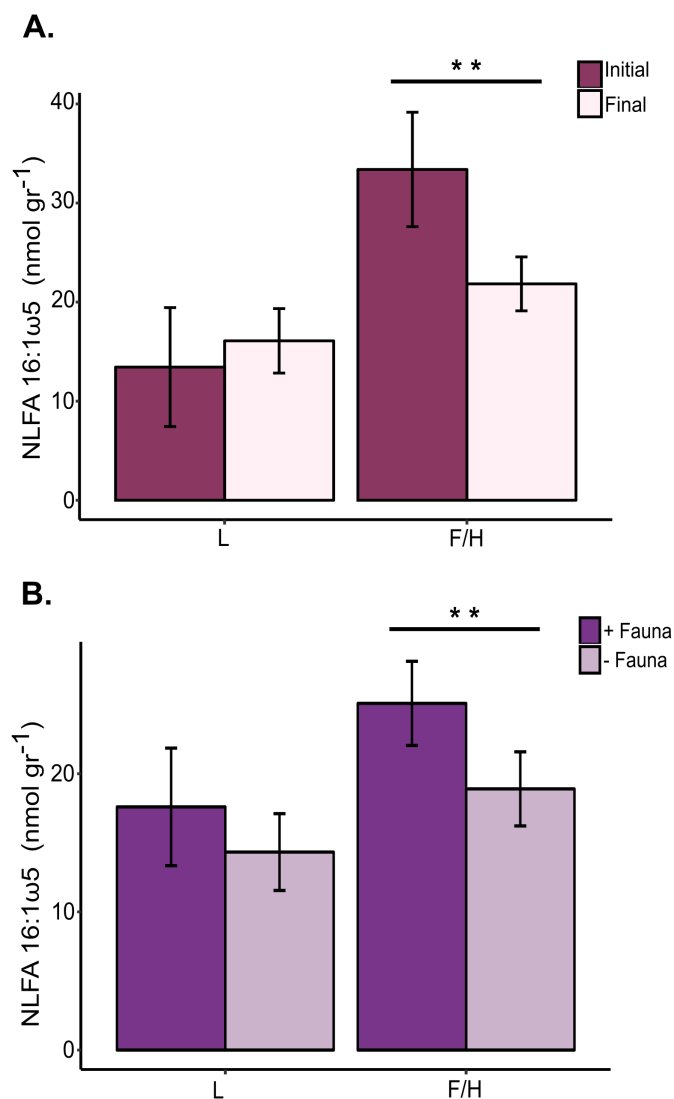 A.
* *
Initial
Final
NLFA 16:1ω5 (nmol gr⁻¹)
40
30
20
10
0
L F/H
B.
* *
+ Fauna
- Fauna
NLFA 16:1ω5 (nmol gr⁻¹)
20
10
0
L F/H